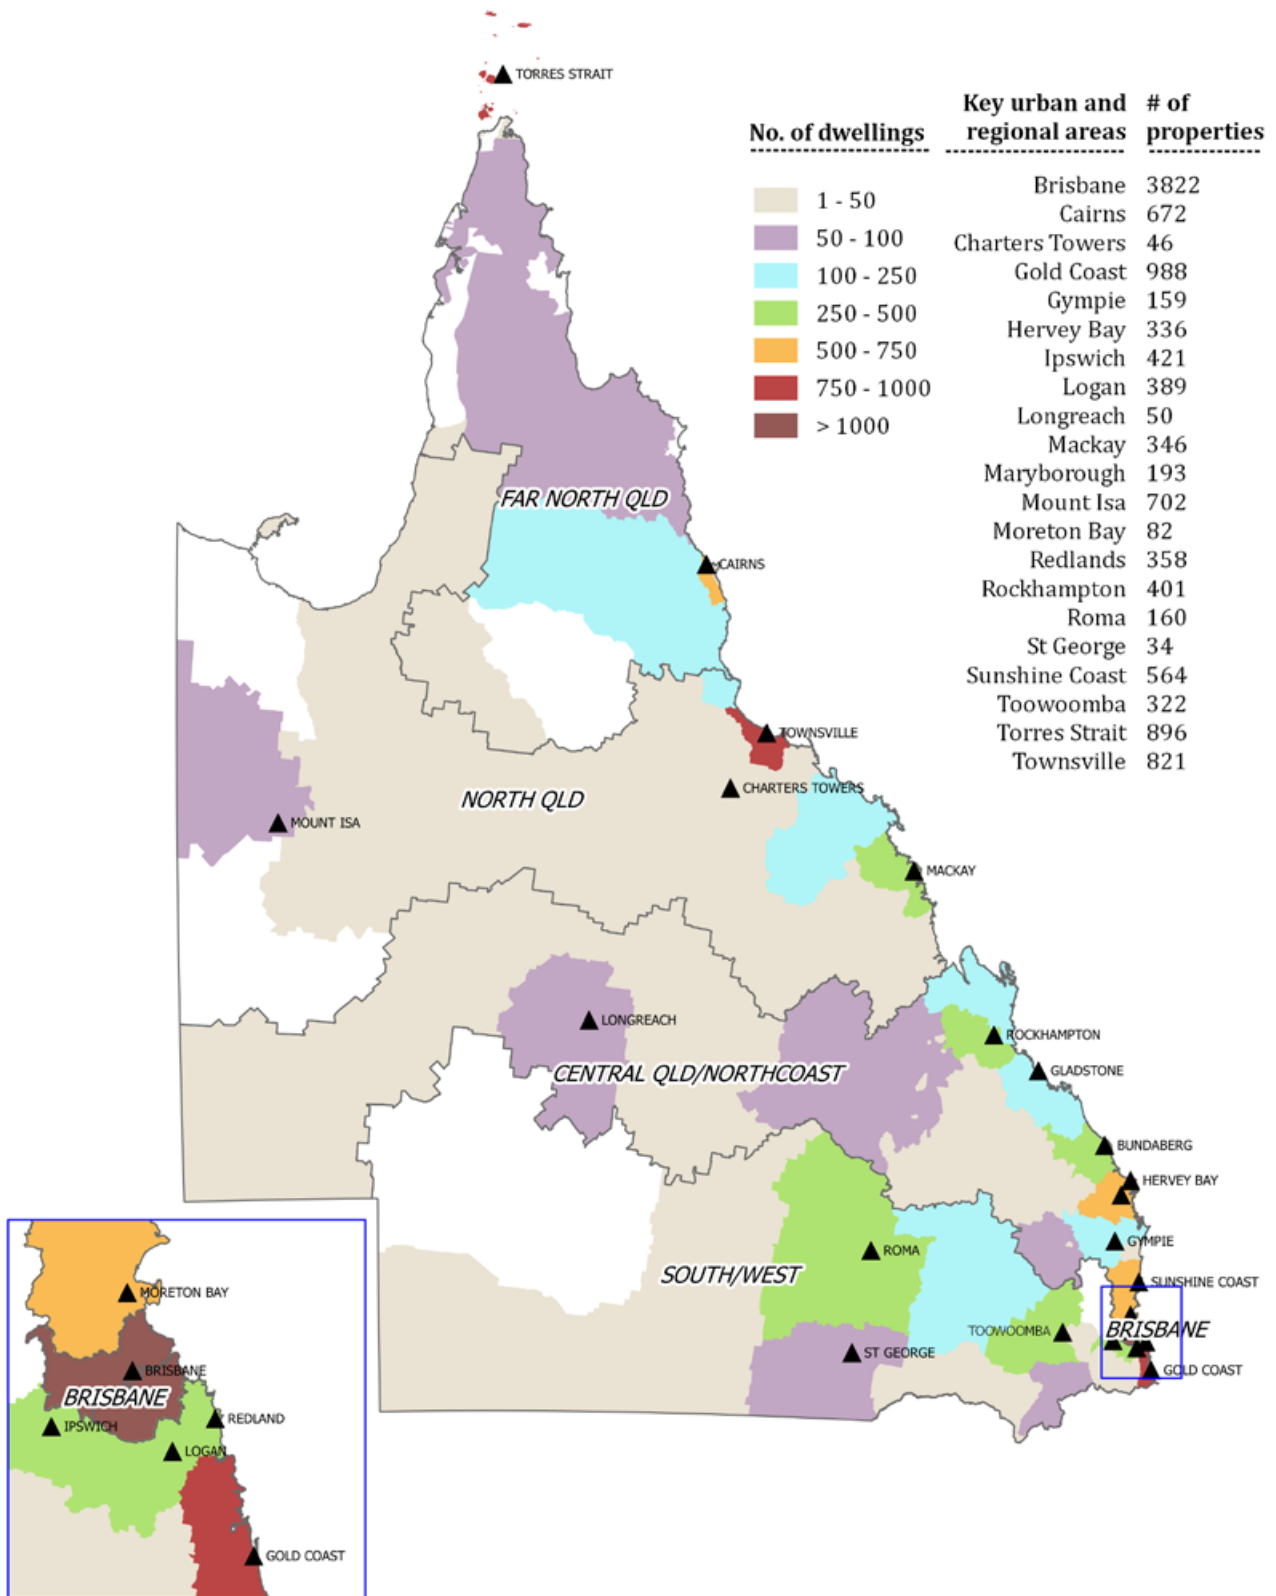 TORRES STRAIT
No. of dwellings
1 - 50
50 - 100
100 - 250
250 - 500
500 - 750
750 - 1000
> 1000
Key urban and # of
regional areas properties
Brisbane 3822
Cairns 672
Charters Towers 46
Gold Coast 988
Gympie 159
Hervey Bay 336
Ipswich 421
Logan 389
Longreach 50
Mackay 346
Maryborough 193
Mount Isa 702
Moreton Bay 82
Redlands 358
Rockhampton 401
Roma 160
St George 34
Sunshine Coast 564
Toowoomba 322
Torres Strait 896
Townsville 821
FAR NORTH QLD
CAIRNS
TOWNSVILLE
CHARTERS TOWERS
NORTH QLD
MOUNT ISA
MACKAY
LONGREACH
ROCKHAMPTON
CENTRAL QLD/NORTHCOAST
GLADSTONE
BUNDABERG
HERVEY BAY
GYMPIE
ROMA
SOUTH/WEST
SUNSHINE COAST
TOOWOOMBA
BRISBANE
ST GEORGE
GOLD COAST
MORETON BAY
BRISBANE
BRISBANE
REDLAND
IPSWICH
LOGAN
GOLD COAST